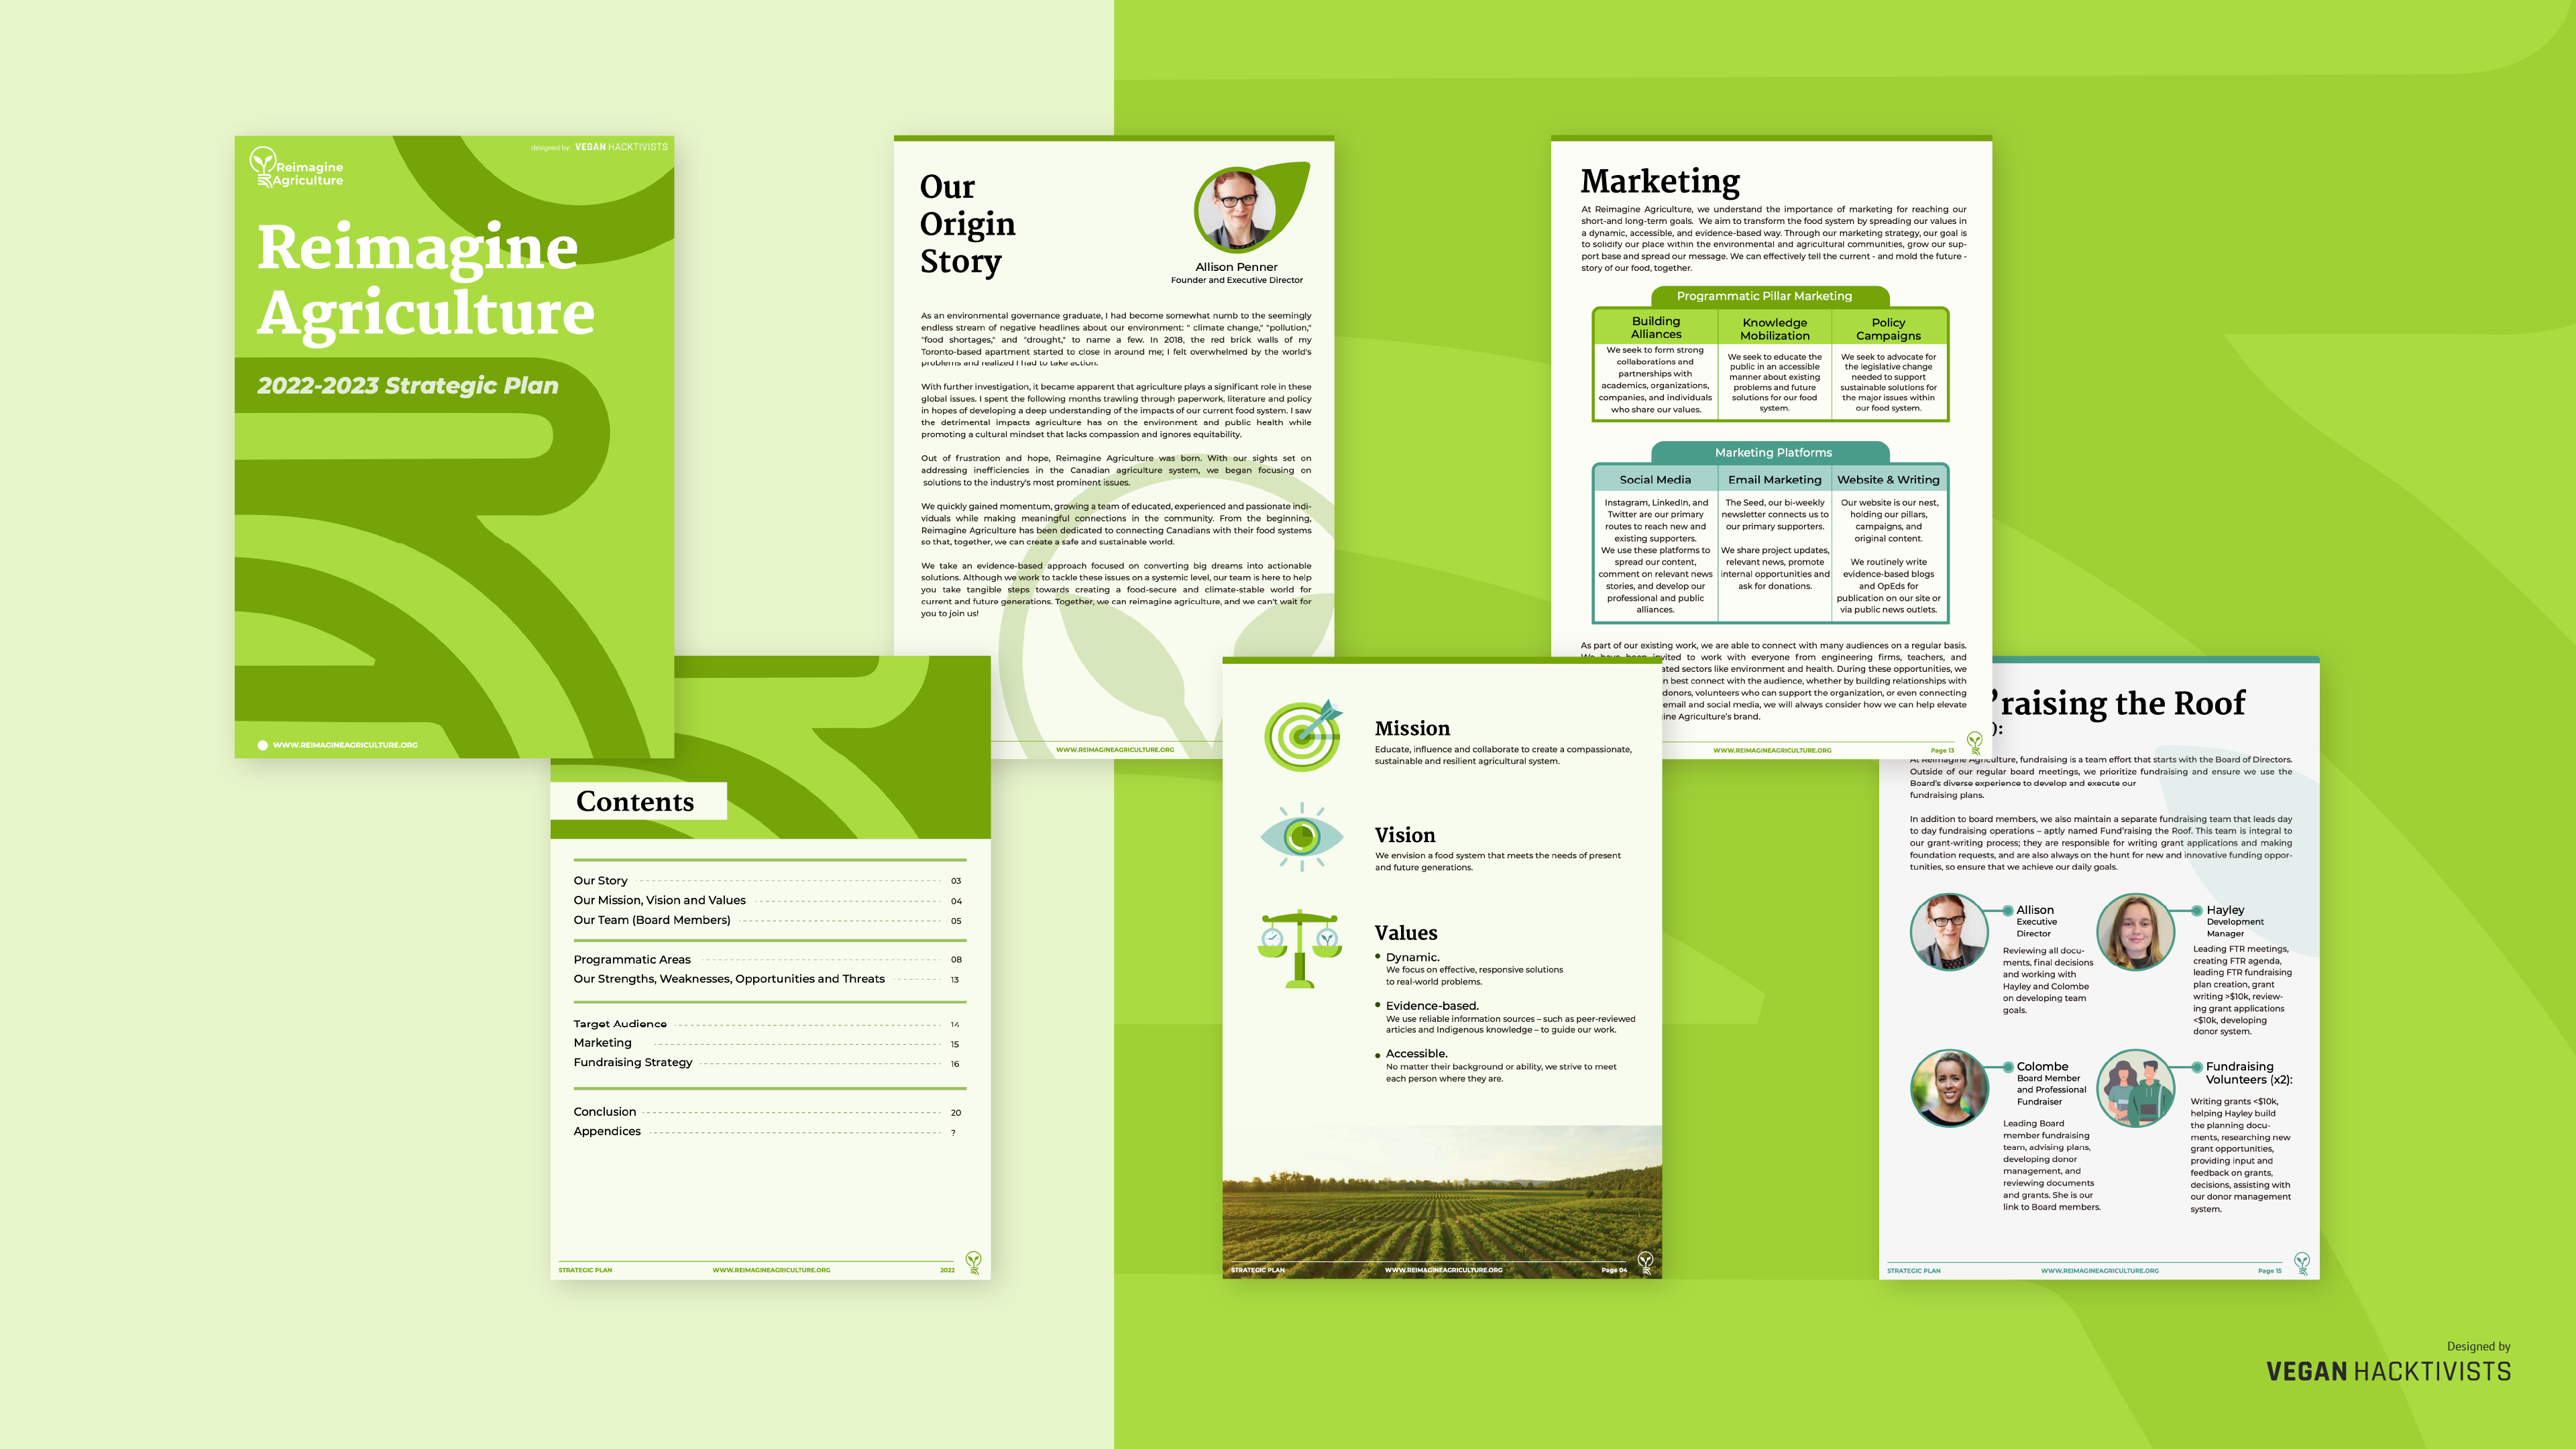 designed by: VEGAN HACKTIVISTS
Reimagine
Agriculture
Reimagine
Agriculture
2022-2023 Strategic Plan
WWW.REIMAGINEAGRICULTURE.ORG
Our
Origin
Story
Allison Penner
Founder and Executive Director
As an environmental governance graduate, I had become somewhat numb to the seemingly
endless stream of negative headlines about our environment: " climate change," "pollution,"
"food shortages," and "drought," to name a few. In 2018, the red brick walls of my
Toronto-based apartment started to close in around me; I felt overwhelmed by the world's
problems and realized I had to take action.
With further investigation, it became apparent that agriculture plays a significant role in these
global issues. I spent the following months trawling through paperwork, literature and policy
in hopes of developing a deep understanding of the impacts of our current food system. I saw
the detrimental impacts agriculture has on the environment and public health while
promoting a cultural mindset that lacks compassion and ignores equitability.
Out of frustration and hope, Reimagine Agriculture was born. With our sights set on
addressing inefficiencies in the Canadian agriculture system, we began focusing on
solutions to the industry's most prominent issues.
We quickly gained momentum, growing a team of educated, experienced and passionate indi-
viduals while making meaningful connections in the community. From the beginning,
Reimagine Agriculture has been dedicated to connecting Canadians with their food systems
so that, together, we can create a safe and sustainable world.
We take an evidence-based approach focused on converting big dreams into actionable
solutions. Although we work to tackle these issues on a systemic level, our team is here to help
you take tangible steps towards creating a food-secure and climate-stable world for
current and future generations. Together, we can reimagine agriculture, and we can't wait for
you to join us!
WWW.REIMAGINEAGRICULTURE.ORG
Marketing
At Reimagine Agriculture, we understand the importance of marketing for reaching our
short-and long-term goals. We aim to transform the food system by spreading our values in
a dynamic, accessible, and evidence-based way. Through our marketing strategy, our goal is
to solidify our place within the environmental and agricultural communities, grow our sup-
port base and spread our message. We can effectively tell the current - and mold the future -
story of our food, together.
Programmatic Pillar Marketing
Building
Alliances
We seek to form strong
collaborations and
partnerships with
academics, organizations,
companies, and individuals
who share our values.
Knowledge
Mobilization
We seek to educate the
public in an accessible
manner about existing
problems and future
solutions for our food
system.
Policy
Campaigns
We seek to advocate for
the legislative change
needed to support
sustainable solutions for
the major issues within
our food system.
Marketing Platforms
Social Media
Instagram, LinkedIn, and
Twitter are our primary
routes to reach new and
existing supporters.
We use these platforms to
spread our content,
comment on relevant news
stories, and develop our
professional and public
alliances.
Email Marketing
The Seed, our bi-weekly
newsletter connects us to
our primary supporters.
We share project updates,
relevant news, promote
internal opportunities and
ask for donations.
Website & Writing
Our website is our nest,
holding our pillars,
campaigns, and
original content.
We routinely write
evidence-based blogs
and OpEds for
publication on our site or
via public news outlets.
As part of our existing work, we are able to connect with many audiences on a regular basis.
We have been invited to work with everyone from engineering firms, teachers, and
sectors like environment and health. During these opportunities, we
best connect with the audience, whether by building relationships with
donors, volunteers who can support the organization, or even connecting
email and social media, we will always consider how we can help elevate
Agriculture's brand.
WWW.REIMAGINEAGRICULTURE.ORG
Page 13
Contents
Our Story 03
Our Mission, Vision and Values 04
Our Team (Board Members) 05
Programmatic Areas 08
Our Strengths, Weaknesses, Opportunities and Threats 13
Target Audience 14
Marketing 15
Fundraising Strategy 16
Conclusion 20
Appendices ?
STRATEGIC PLAN
WWW.REIMAGINEAGRICULTURE.ORG
2022
Mission
Educate, influence and collaborate to create a compassionate,
sustainable and resilient agricultural system.
Vision
We envision a food system that meets the needs of present
and future generations.
Values
Dynamic.
We focus on effective, responsive solutions
to real-world problems.
Evidence-based.
We use reliable information sources – such as peer-reviewed
articles and Indigenous knowledge – to guide our work.
Accessible.
No matter their background or ability, we strive to meet
each person where they are.
STRATEGIC PLAN
WWW.REIMAGINEAGRICULTURE.ORG
Page 04
’raising the Roof
):
At Reimagine Agriculture, fundraising is a team effort that starts with the Board of Directors.
Outside of our regular board meetings, we prioritize fundraising and ensure we use the
Board's diverse experience to develop and execute our
fundraising plans.
In addition to board members, we also maintain a separate fundraising team that leads day
to day fundraising operations – aptly named Fund'raising the Roof. This team is integral to
our grant-writing process; they are responsible for writing grant applications and making
foundation requests, and are also always on the hunt for new and innovative funding oppor-
tunities, so ensure that we achieve our daily goals.
Allison
Executive
Director
Reviewing all docu-
ments, final decisions
and working with
Hayley and Colombe
on developing team
goals.
Hayley
Development
Manager
Leading FTR meetings,
creating FTR agenda,
leading FTR fundraising
plan creation, grant
writing >$10k, review-
ing grant applications
<$10k, developing
donor system.
Colombe
Board Member
and Professional
Fundraiser
Leading Board
member fundraising
team, advising plans,
developing donor
management, and
reviewing documents
and grants. She is our
link to Board members.
Fundraising
Volunteers (x2):
Writing grants <$10k,
helping Hayley build
the planning docu-
ments, researching new
grant opportunities,
providing input and
feedback on grants,
decisions, assisting with
our donor management
system.
STRATEGIC PLAN
WWW.REIMAGINEAGRICULTURE.ORG
Page 15
Designed by
VEGAN HACKTIVISTS